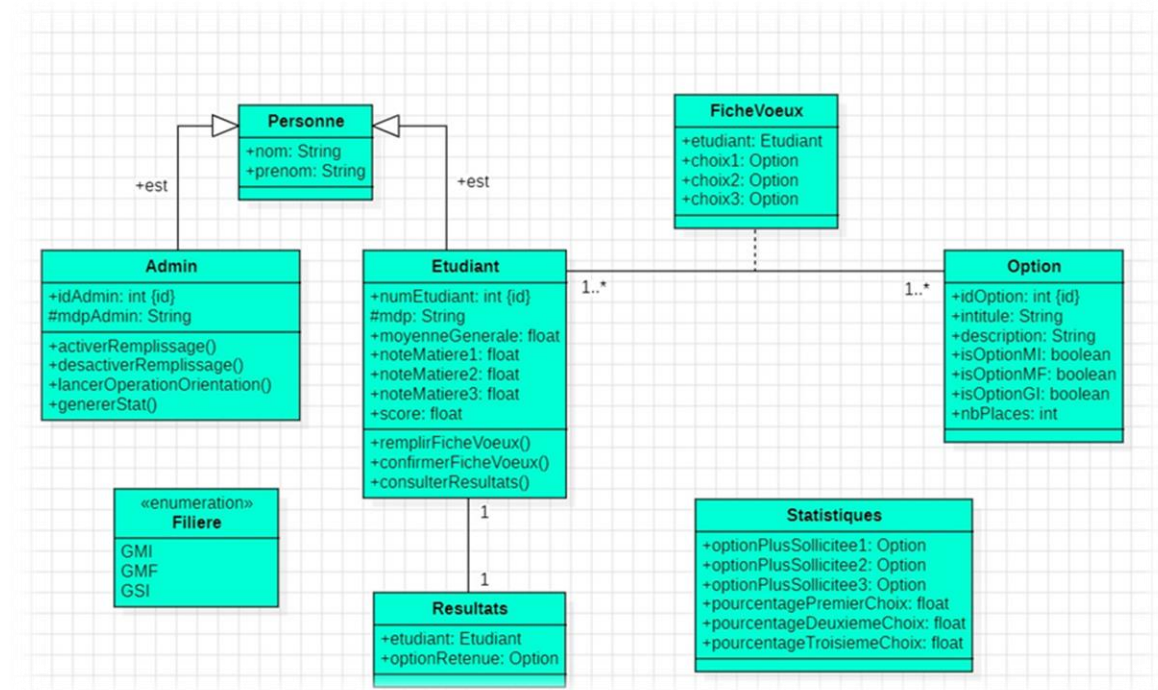 Personne
+nom: String
+prenom: String
+est
+est
FicheVoeux
+etudiant: Etudiant
+choix1: Option
+choix2: Option
+choix3: Option
Admin
+idAdmin: int {id}
#mdpAdmin: String
+activerRemplissage()
+desactiverRemplissage()
+lancerOperationOrientation()
+genererStat()
Etudiant
+numEtudiant: int {id}
#mdp: String
+moyenneGenerale: float
+noteMatiere1: float
+noteMatiere2: float
+noteMatiere3: float
+score: float
+remplirFicheVoeux()
+confirmerFicheVoeux()
+consulterResultats()
1..*
1..*
Option
+idOption: int {id}
+intitule: String
+description: String
+isOptionMI: boolean
+isOptionMF: boolean
+isOptionGI: boolean
+nbPlaces: int
«enumeration»
Filiere
GMI
GMF
GSI
1
1
Resultats
+etudiant: Etudiant
+optionRetenue: Option
Statistiques
+optionPlusSollicitee1: Option
+optionPlusSollicitee2: Option
+optionPlusSollicitee3: Option
+pourcentagePremierChoix: float
+pourcentageDeuxiemeChoix: float
+pourcentageTroisiemeChoix: float